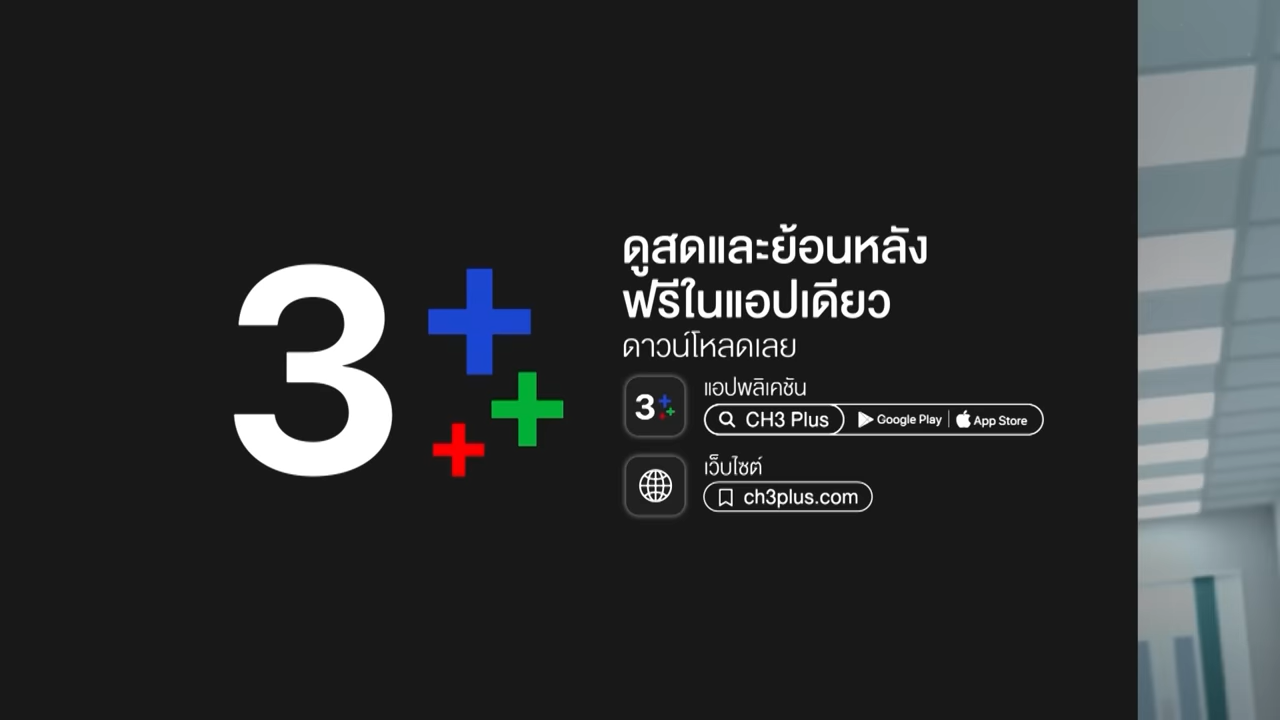 3
ดูสดและย้อนหลัง
ฟรีในแอปเดียว
ดาวน์โหลดเลย
3
แอปพลิเคชัน
CH3 Plus Google Play App Store
เว็บไซต์
ch3plus.com